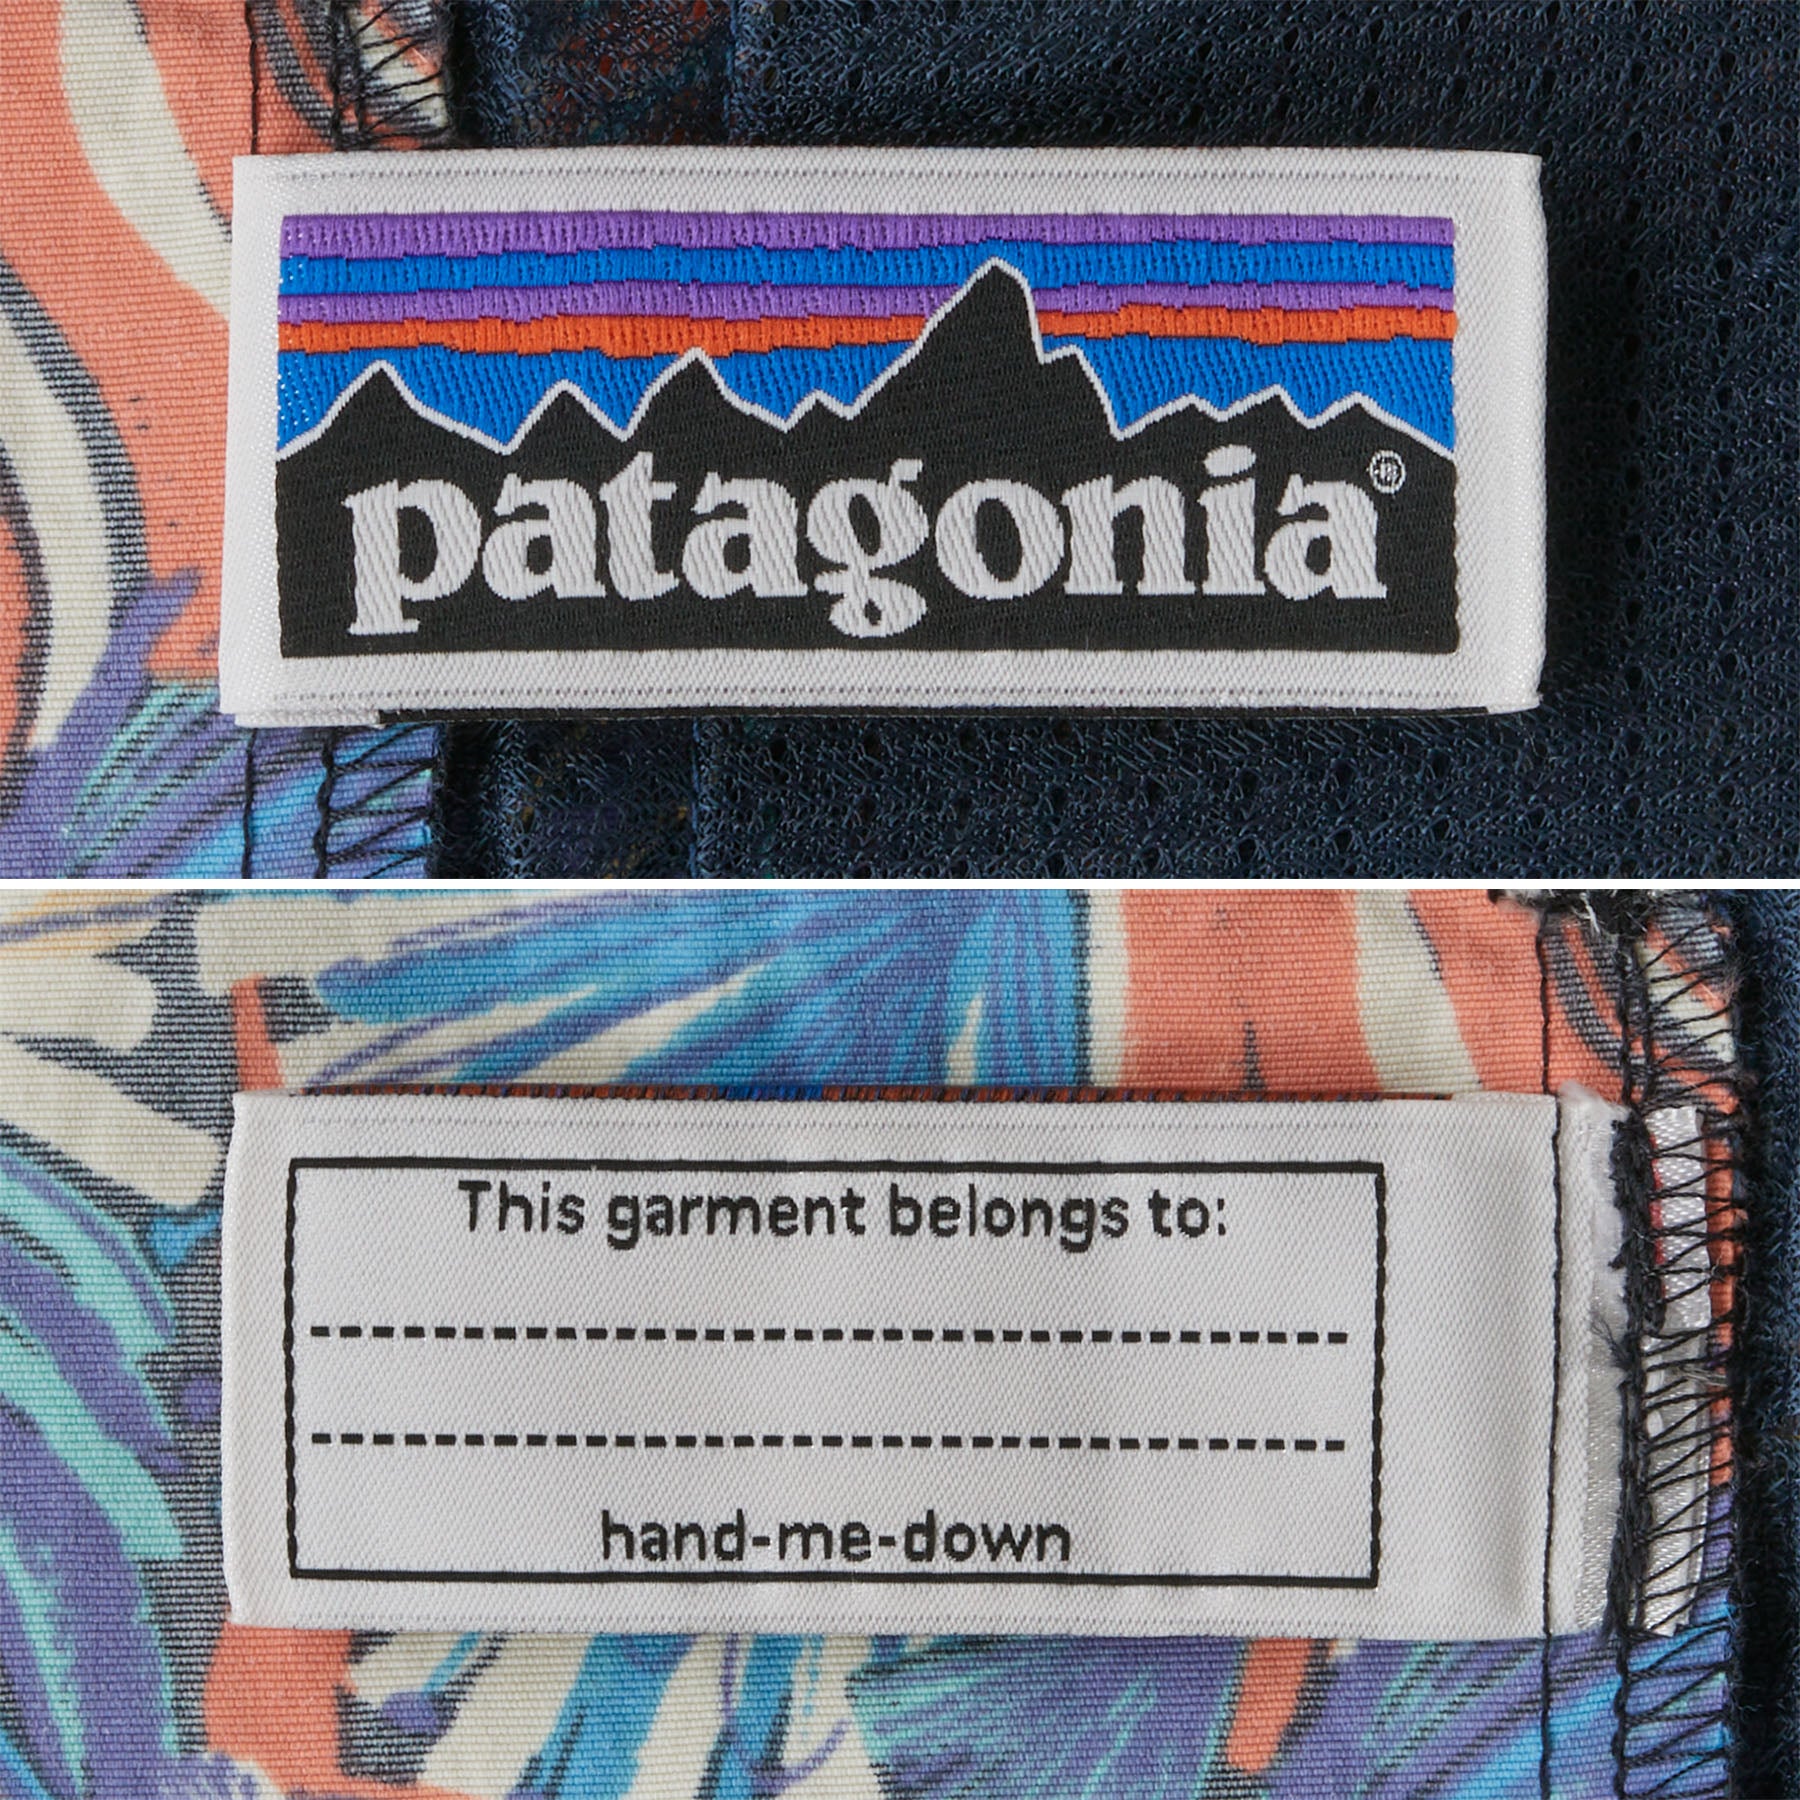 patagonia®
This garment belongs to:
hand-me-down